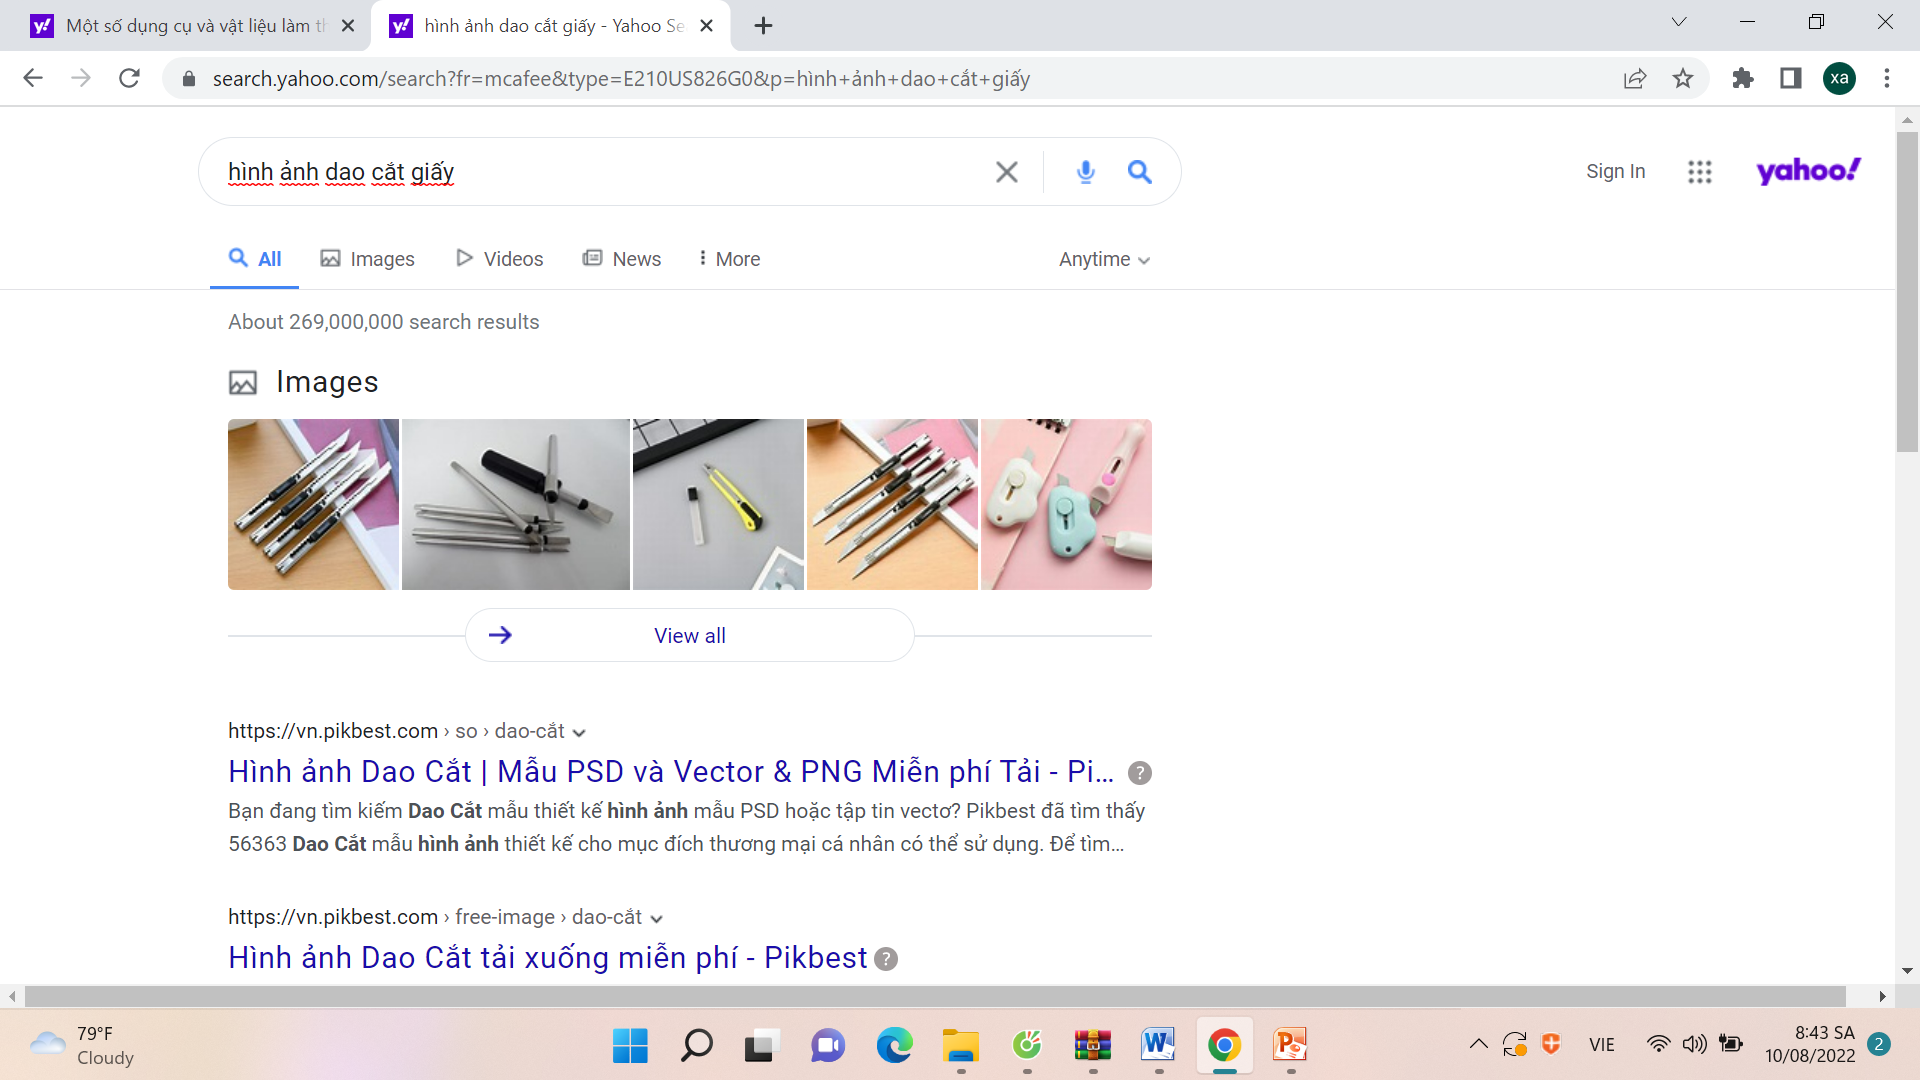 Một số dụng cụ và vật liệu làm th
hình ảnh dao cắt giấy - Yahoo Se
search.yahoo.com/search?fr=mcafee&type=E210US826G0&p=hình+ảnh+dao+cắt+giấy
xa
hình ảnh dao cắt giấy
Sign In
yahoo!
All Images Videos News More Anytime
About 269,000,000 search results
Images
View all
https://vn.pikbest.com › so › dao-cắt
Hình ảnh Dao Cắt | Mẫu PSD và Vector & PNG Miễn phí Tải - Pi...
Bạn đang tìm kiếm Dao Cắt mẫu thiết kế hình ảnh mẫu PSD hoặc tập tin vectơ? Pikbest đã tìm thấy
56363 Dao Cắt mẫu hình ảnh thiết kế cho mục đích thương mại cá nhân có thể sử dụng. Để tìm...
https://vn.pikbest.com › free-image › dao-cắt
Hình ảnh Dao Cắt tải xuống miễn phí - Pikbest
79°F
Cloudy
VIE
8:43 SA
10/08/2022
2